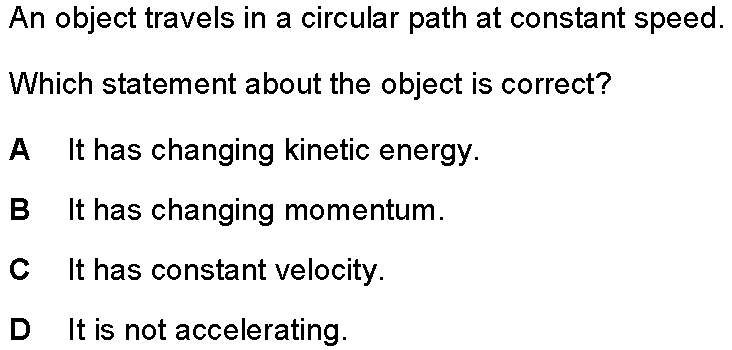 An object travels in a circular path at constant speed.
Which statement about the object is correct?
A It has changing kinetic energy.
B It has changing momentum.
C It has constant velocity.
D It is not accelerating.